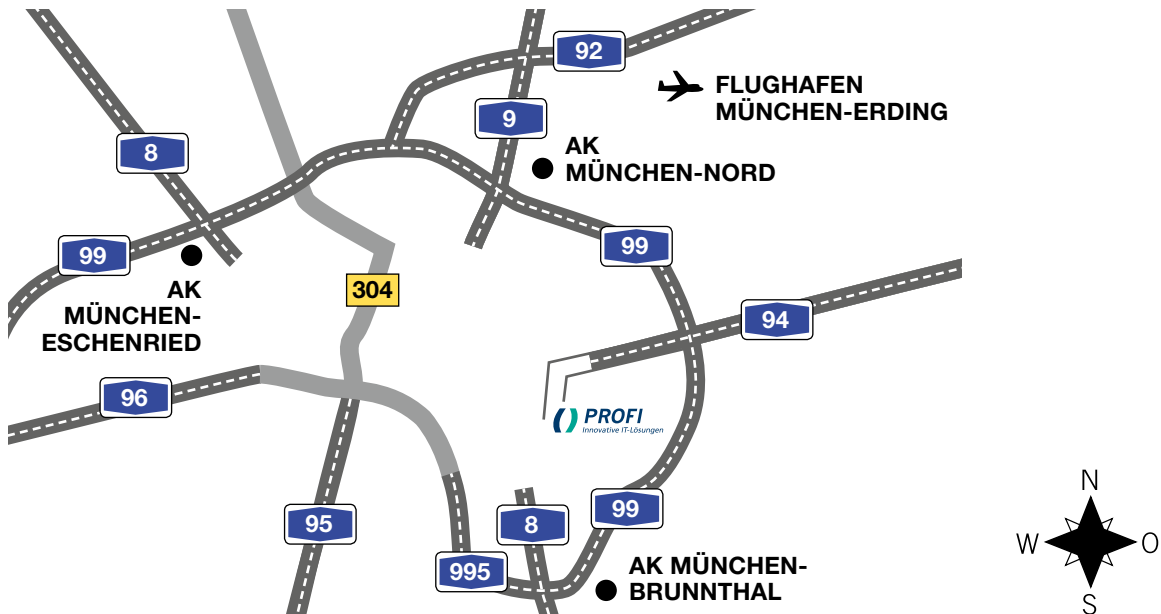 92
FLUGHAFEN
MÜNCHEN-ERDING
9
8
AK
MÜNCHEN-NORD
99
99
AK
MÜNCHEN-
ESCHENRIED
304
94
96
PROFI
Innovative IT-Lösungen
95
8
99
995
AK MÜNCHEN-
BRUNNTHAL
N
W
O
S